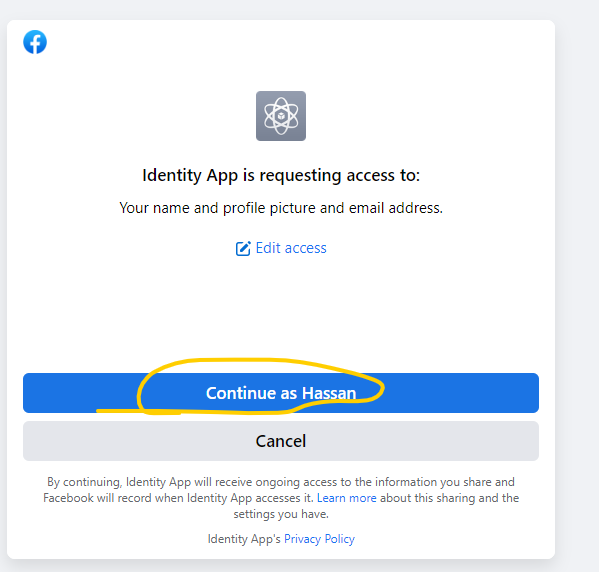 Identity App is requesting access to:
Your name and profile picture and email address.
Edit access
Continue as Hassan
Cancel
By continuing, Identity App will receive ongoing access to the information you share and
Facebook will record when Identity App accesses it. Learn more about this sharing and the
settings you have.
Identity App's Privacy Policy